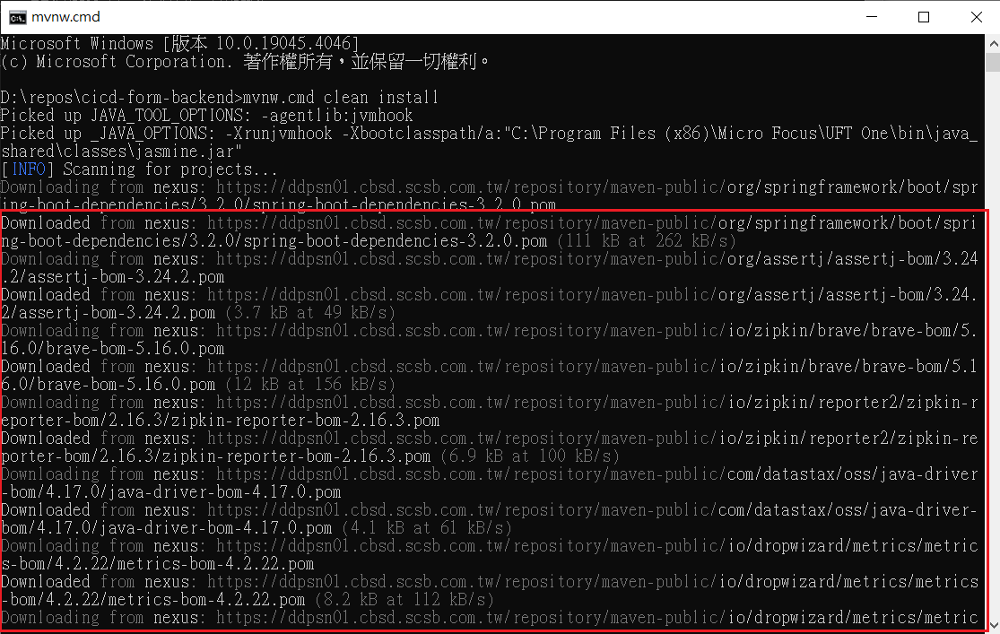 mvnw.cmd
Microsoft Windows [版本 10.0.19045.4046]
(c) Microsoft Corporation. 著作權所有，並保留一切權利。
D:\repos\cicd-form-backend>mvnw.cmd clean install
Picked up JAVA_TOOL_OPTIONS: -agentlib:jvmhook
Picked up _JAVA_OPTIONS: -Xrunjvmhook -Xbootclasspath/a:"C:\Program Files (x86)\Micro Focus\UFT One\bin\java_
shared\classes\jasmine.jar"
[INFO] Scanning for projects...
Downloading from nexus: https://ddpsn01.cbsd.scsb.com.tw/repository/maven-public/org/springframework/boot/spr
ing-boot-dependencies/3.2.0/spring-boot-dependencies-3.2.0.pom
Downloaded from nexus: https://ddpsn01.cbsd.scsb.com.tw/repository/maven-public/org/springframework/boot/spri
ng-boot-dependencies/3.2.0/spring-boot-dependencies-3.2.0.pom (111 kB at 262 kB/s)
Downloading from nexus: https://ddpsn01.cbsd.scsb.com.tw/repository/maven-public/org/assertj/assertj-bom/3.24
.2/assertj-bom-3.24.2.pom
Downloaded from nexus: https://ddpsn01.cbsd.scsb.com.tw/repository/maven-public/org/assertj/assertj-bom/3.24.
2/assertj-bom-3.24.2.pom (3.7 kB at 49 kB/s)
Downloading from nexus: https://ddpsn01.cbsd.scsb.com.tw/repository/maven-public/io/zipkin/brave/brave-bom/5.
16.0/brave-bom-5.16.0.pom
Downloaded from nexus: https://ddpsn01.cbsd.scsb.com.tw/repository/maven-public/io/zipkin/brave/brave-bom/5.1
6.0/brave-bom-5.16.0.pom (12 kB at 156 kB/s)
Downloading from nexus: https://ddpsn01.cbsd.scsb.com.tw/repository/maven-public/io/zipkin/reporter2/zipkin-r
eporter-bom/2.16.3/zipkin-reporter-bom-2.16.3.pom
Downloaded from nexus: https://ddpsn01.cbsd.scsb.com.tw/repository/maven-public/io/zipkin/reporter2/zipkin-re
porter-bom/2.16.3/zipkin-reporter-bom-2.16.3.pom (6.9 kB at 100 kB/s)
Downloading from nexus: https://ddpsn01.cbsd.scsb.com.tw/repository/maven-public/com/datastax/oss/java-driver
-bom/4.17.0/java-driver-bom-4.17.0.pom
Downloaded from nexus: https://ddpsn01.cbsd.scsb.com.tw/repository/maven-public/com/datastax/oss/java-driver-
bom/4.17.0/java-driver-bom-4.17.0.pom (4.1 kB at 61 kB/s)
Downloading from nexus: https://ddpsn01.cbsd.scsb.com.tw/repository/maven-public/io/dropwizard/metrics/metric
s-bom/4.2.22/metrics-bom-4.2.22.pom
Downloaded from nexus: https://ddpsn01.cbsd.scsb.com.tw/repository/maven-public/io/dropwizard/metrics/metrics
-bom/4.2.22/metrics-bom-4.2.22.pom (8.2 kB at 112 kB/s)
Downloading from nexus: https://ddpsn01.cbsd.scsb.com.tw/repository/maven-public/io/dropwizard/metrics/metric